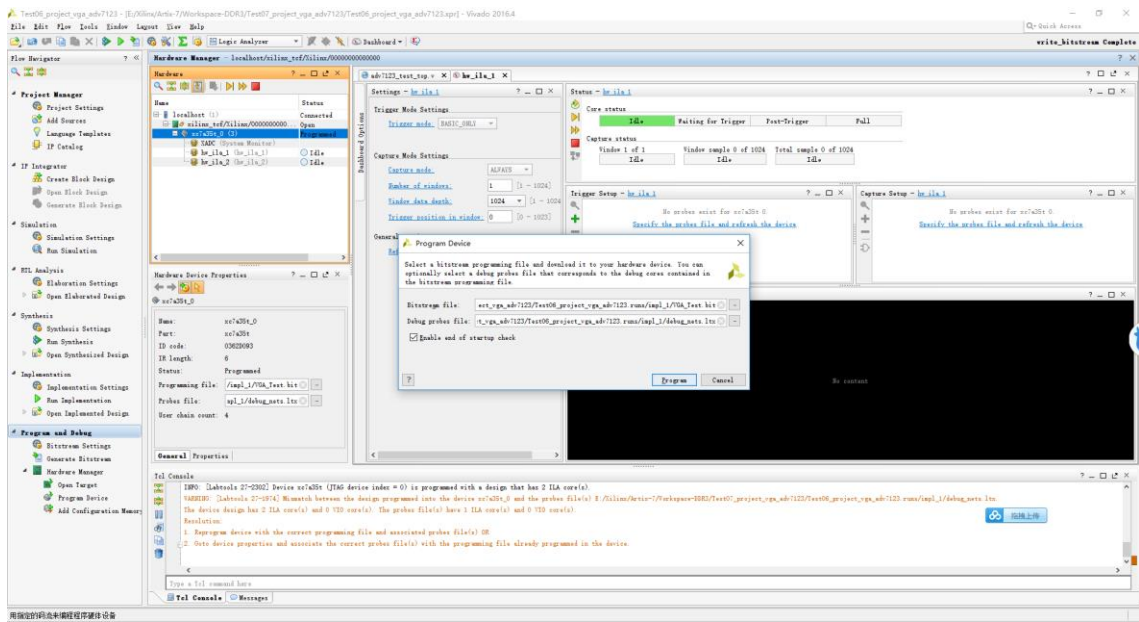 Test06_project_vga_adv7123 - [E:/Xilinx/Artix-7/Workspace-DDR3/Test07_project_vga_adv7123/Test06_project_vga_adv7123.xpr] - Vivado 2016.4
File Edit Flow Tools Window Layout View Help
Quick Access
Logic Analyzer
Dashboard
write_bitstream Complete
Flow Navigator
Project Manager
Project Settings
Add Sources
Language Templates
IP Catalog
IP Integrator
Create Block Design
Open Block Design
Generate Block Design
Simulation
Simulation Settings
Run Simulation
RTL Analysis
Elaboration Settings
Open Elaborated Design
Synthesis
Synthesis Settings
Run Synthesis
Open Synthesized Design
Implementation
Implementation Settings
Run Implementation
Open Implemented Design
Program and Debug
Bitstream Settings
Generate Bitstream
Hardware Manager
Open Target
Program Device
Add Configuration Memory
Hardware Manager - localhost/xilinx_tcf/Xilinx/00000000000000
Hardware
Name Status
localhost (1) Connected
xilinx_tcf/Xilinx/0000000000... Open
xc7a35t_0 (3) Programmed
XADC (System Monitor)
hw_ila_1 (hw_ila_1) Idle
hw_ila_2 (hw_ila_2) Idle
Hardware Device Properties
xc7a35t_0
Name: xc7a35t_0
Part: xc7a35t
ID code: 0362D093
IR length: 6
Status: Programmed
Programming file: /impl_1/VGA_Test.bit
Probes file: mpl_1/debug_nets.ltx
User chain count: 4
General Properties
adv7123_test_top.v hw_ila_1
Dashboard Options
Settings - hw_ila_1
Trigger Mode Settings
Trigger mode: BASIC_ONLY
Capture Mode Settings
Capture mode: ALWAYS
Number of windows: 1 [1 - 1024]
Window data depth: 1024 [1 - 1024
Trigger position in window: 0 [0 - 1023]
General
Status - hw_ila_1
Core status
Idle Waiting for Trigger Post-Trigger Full
Capture status
Window 1 of 1 Window sample 0 of 1024 Total sample 0 of 1024
Idle Idle Idle
Trigger Setup - hw_ila_1
No probes exist for xc7a35t_0.
Specify the probes file and refresh the device
Capture Setup - hw_ila_1
No probes exist for xc7a35t_0.
Specify the probes file and refresh the device
No content
Program Device
Select a bitstream programming file and download it to your hardware device. You can
optionally select a debug probes file that corresponds to the debug cores contained in
the bitstream programming file.
Bitstream file: ect_vga_adv7123/Test06_project_vga_adv7123.runs/impl_1/VGA_Test.bit
Debug probes file: t_vga_adv7123/Test06_project_vga_adv7123.runs/impl_1/debug_nets.ltx
Enable end of startup check
Program Cancel
Tcl Console
INFO: [Labtools 27-2302] Device xc7a35t (JTAG device index = 0) is programmed with a design that has 2 ILA core(s).
WARNING: [Labtools 27-1974] Mismatch between the design programmed into the device xc7a35t_0 and the probes file(s) E:/Xilinx/Artix-7/Workspace-DDR3/Test07_project_vga_adv7123/Test06_project_vga_adv7123.runs/impl_1/debug_nets.ltx.
The device design has 2 ILA core(s) and 0 VIO core(s). The probes file(s) have 1 ILA core(s) and 0 VIO core(s).
Resolution:
1. Reprogram device with the correct programming file and associated probes file(s) OR
2. Goto device properties and associate the correct probes file(s) with the programming file already programmed in the device.
拖拽上传
Type a Tcl command here
Tcl Console Messages
用指定的码流来编程程序硬体设备